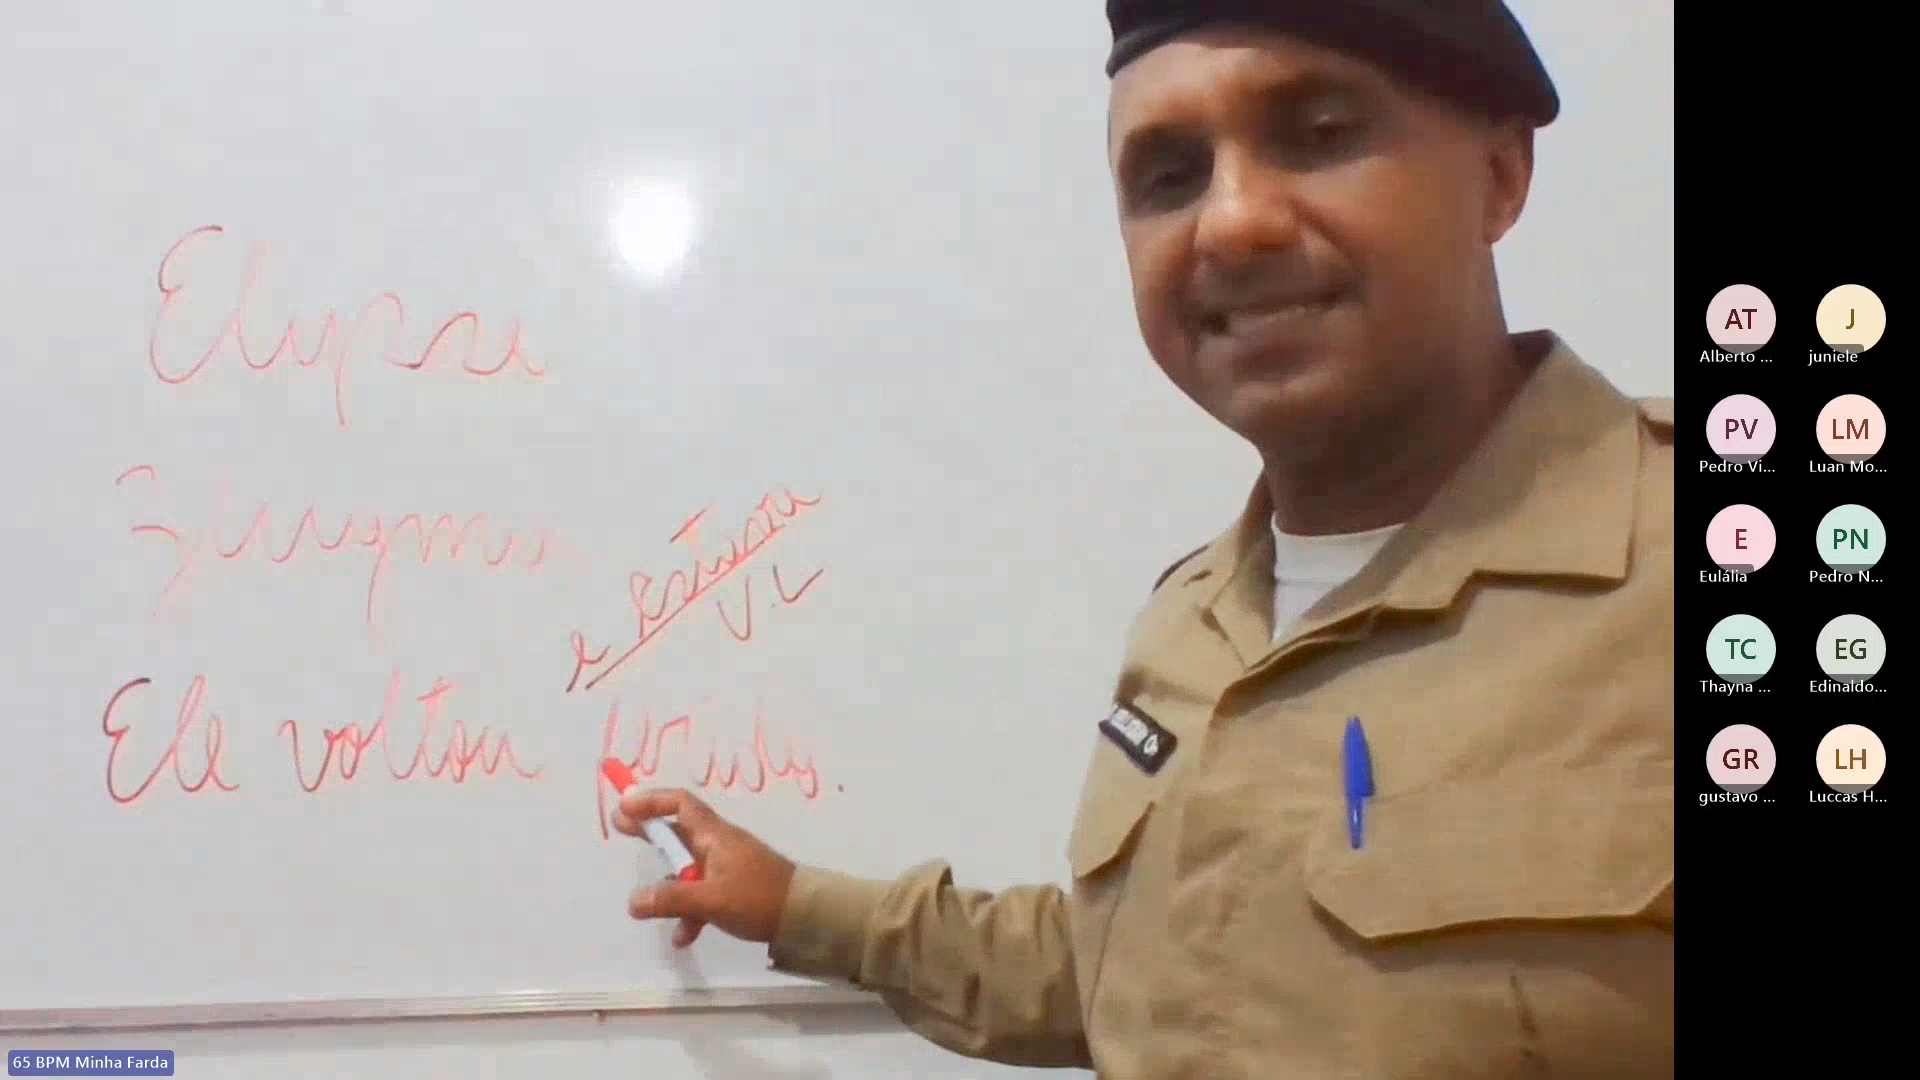 Elipse
Zeugma
e estava
V.L
Ele voltou ferido.
AT
J
Alberto ...
juniele
PV
LM
Pedro Vi...
Luan Mo...
E
PN
Eulália
Pedro N...
TC
EG
Thayna ...
Edinaldo...
GR
LH
gustavo ...
Luccas H...
65 BPM Minha Farda